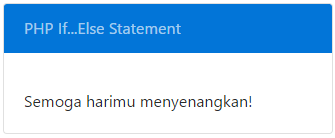 PHP If...Else Statement
Semoga harimu menyenangkan!